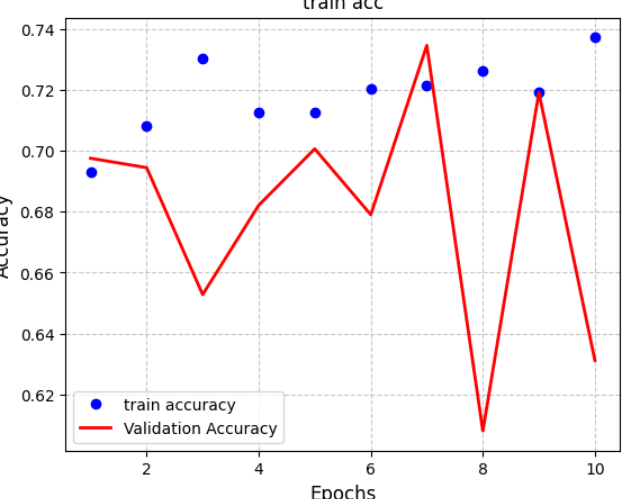 train acc
0.74
0.72
0.70
0.68
0.66
0.64
0.62
Accuracy
train accuracy
Validation Accuracy
2 4 6 8 10
Epochs